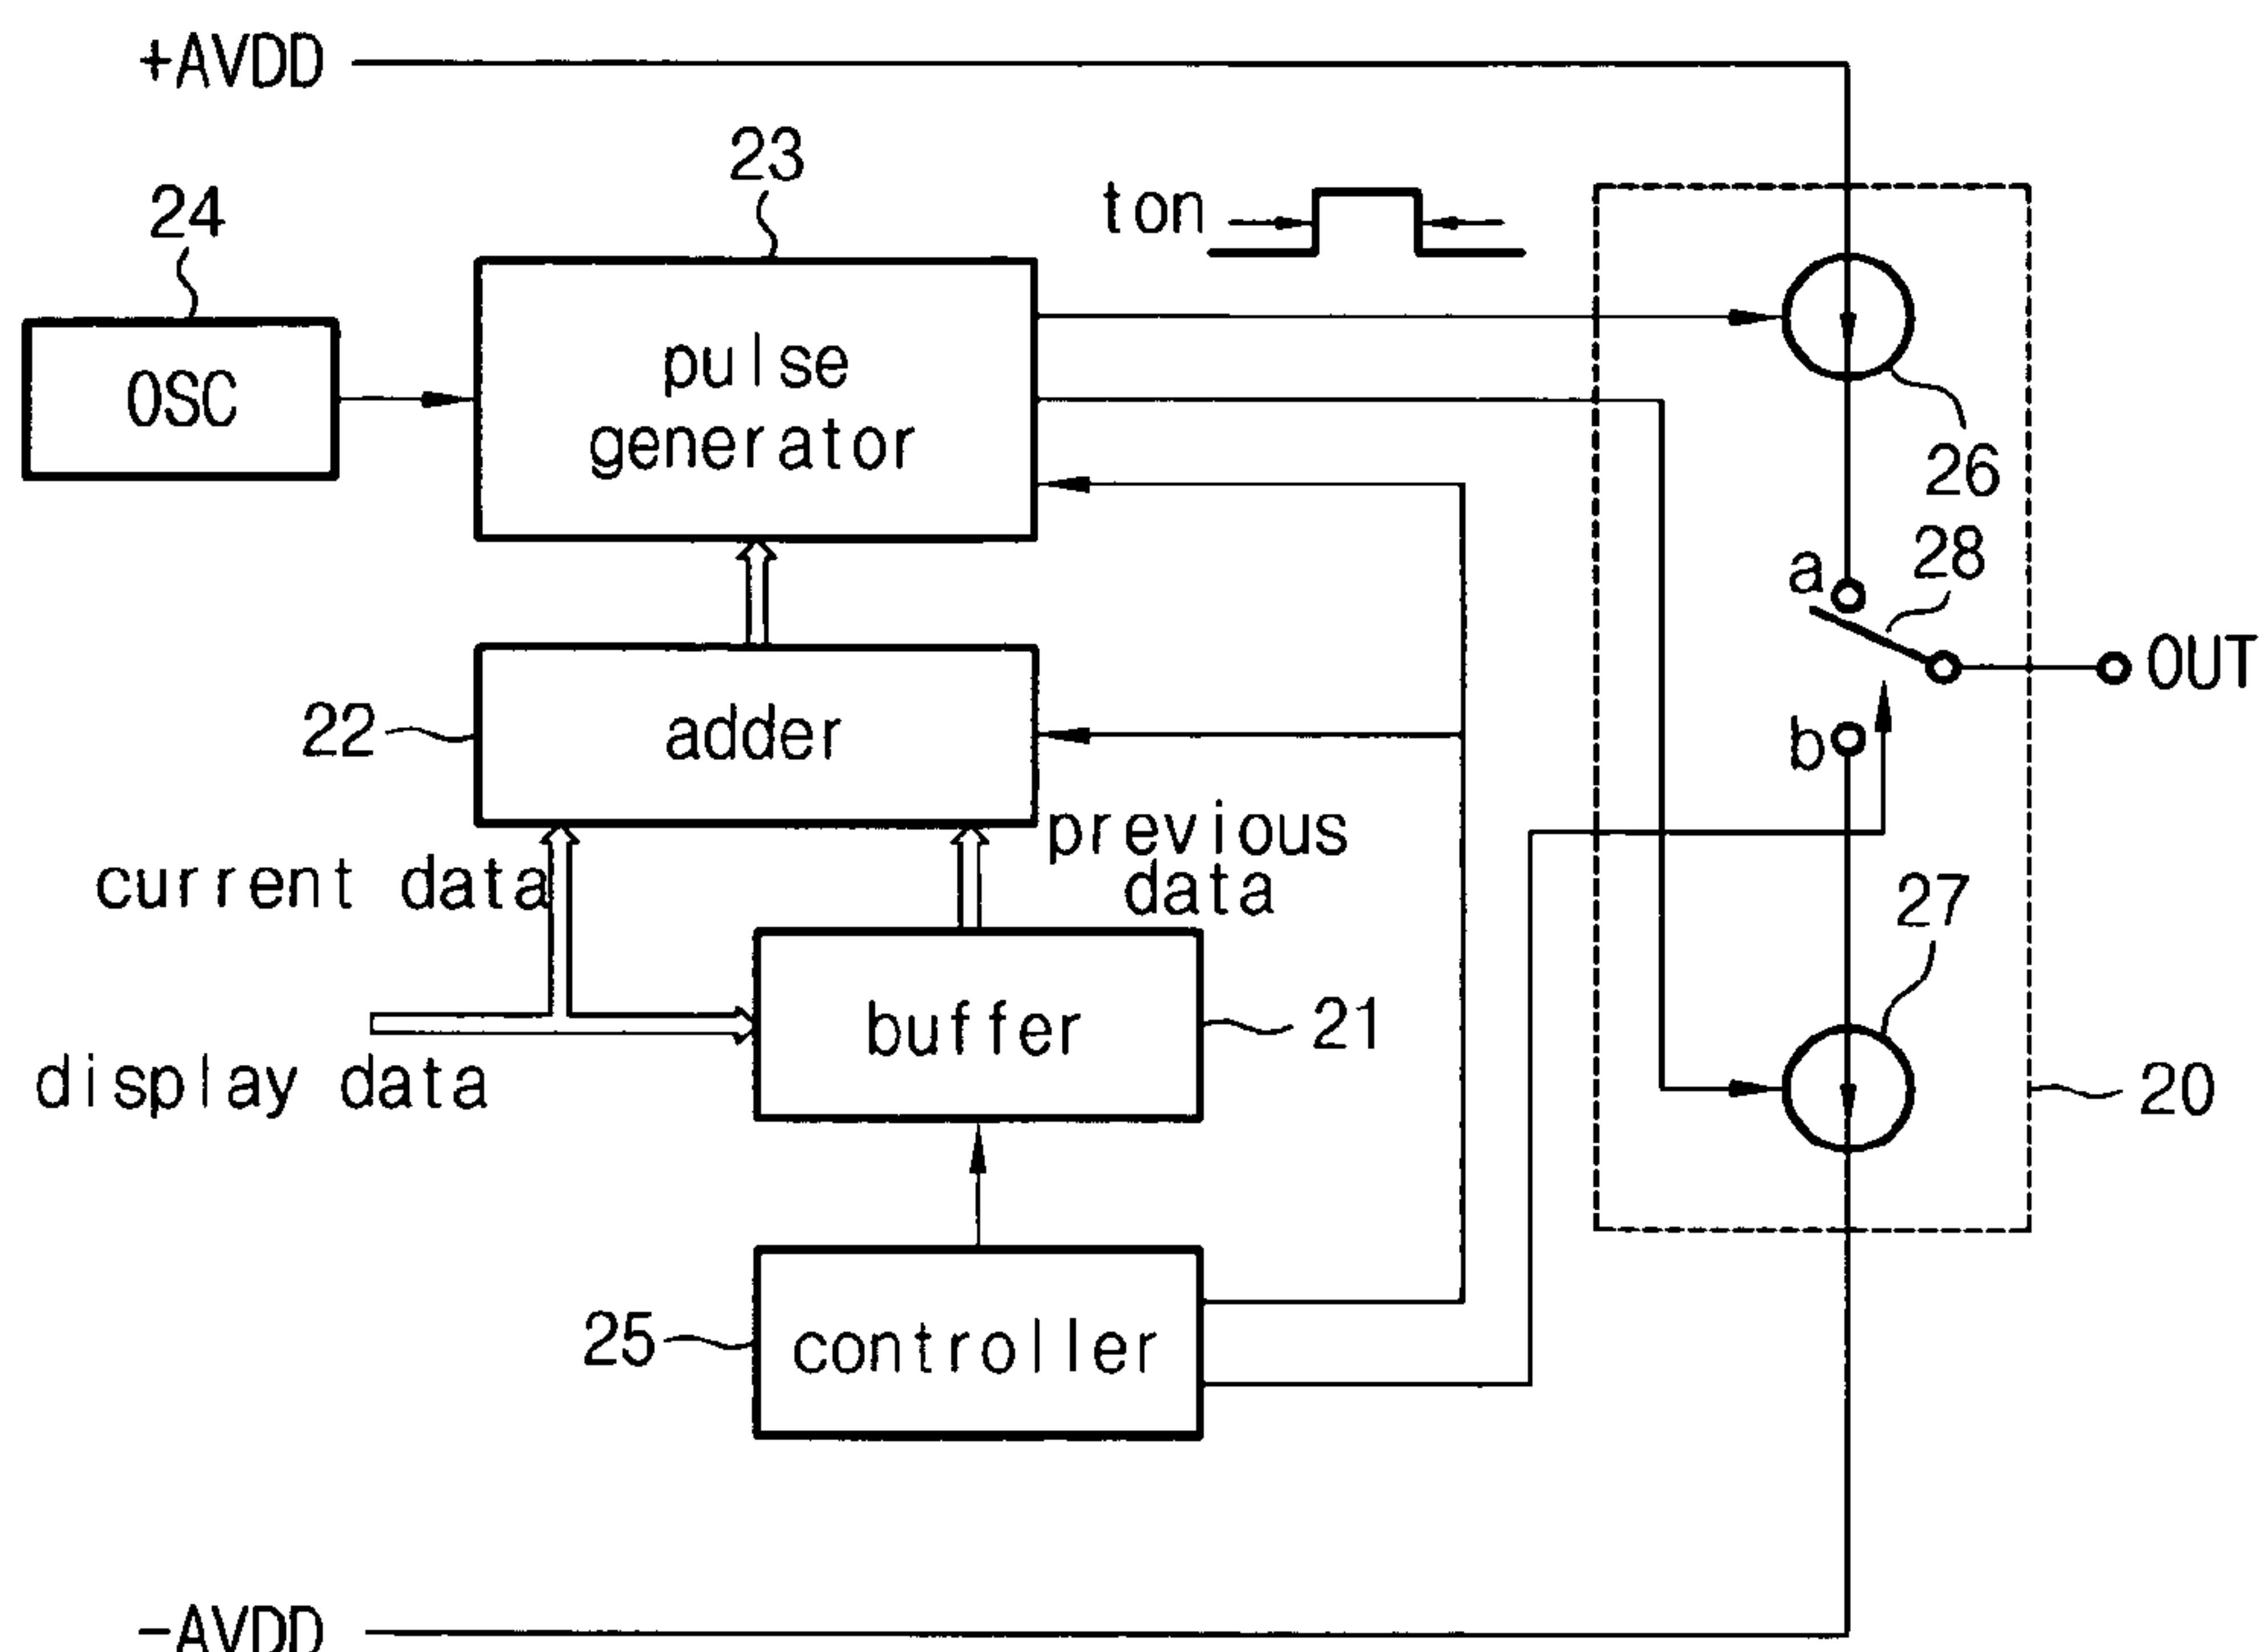 +AVDD
23
24
ton
OSC
pulse
generator
26
28
a
OUT
22
adder
b
previous
data
current data
27
buffer
21
display data
20
25
controller
-AVDD